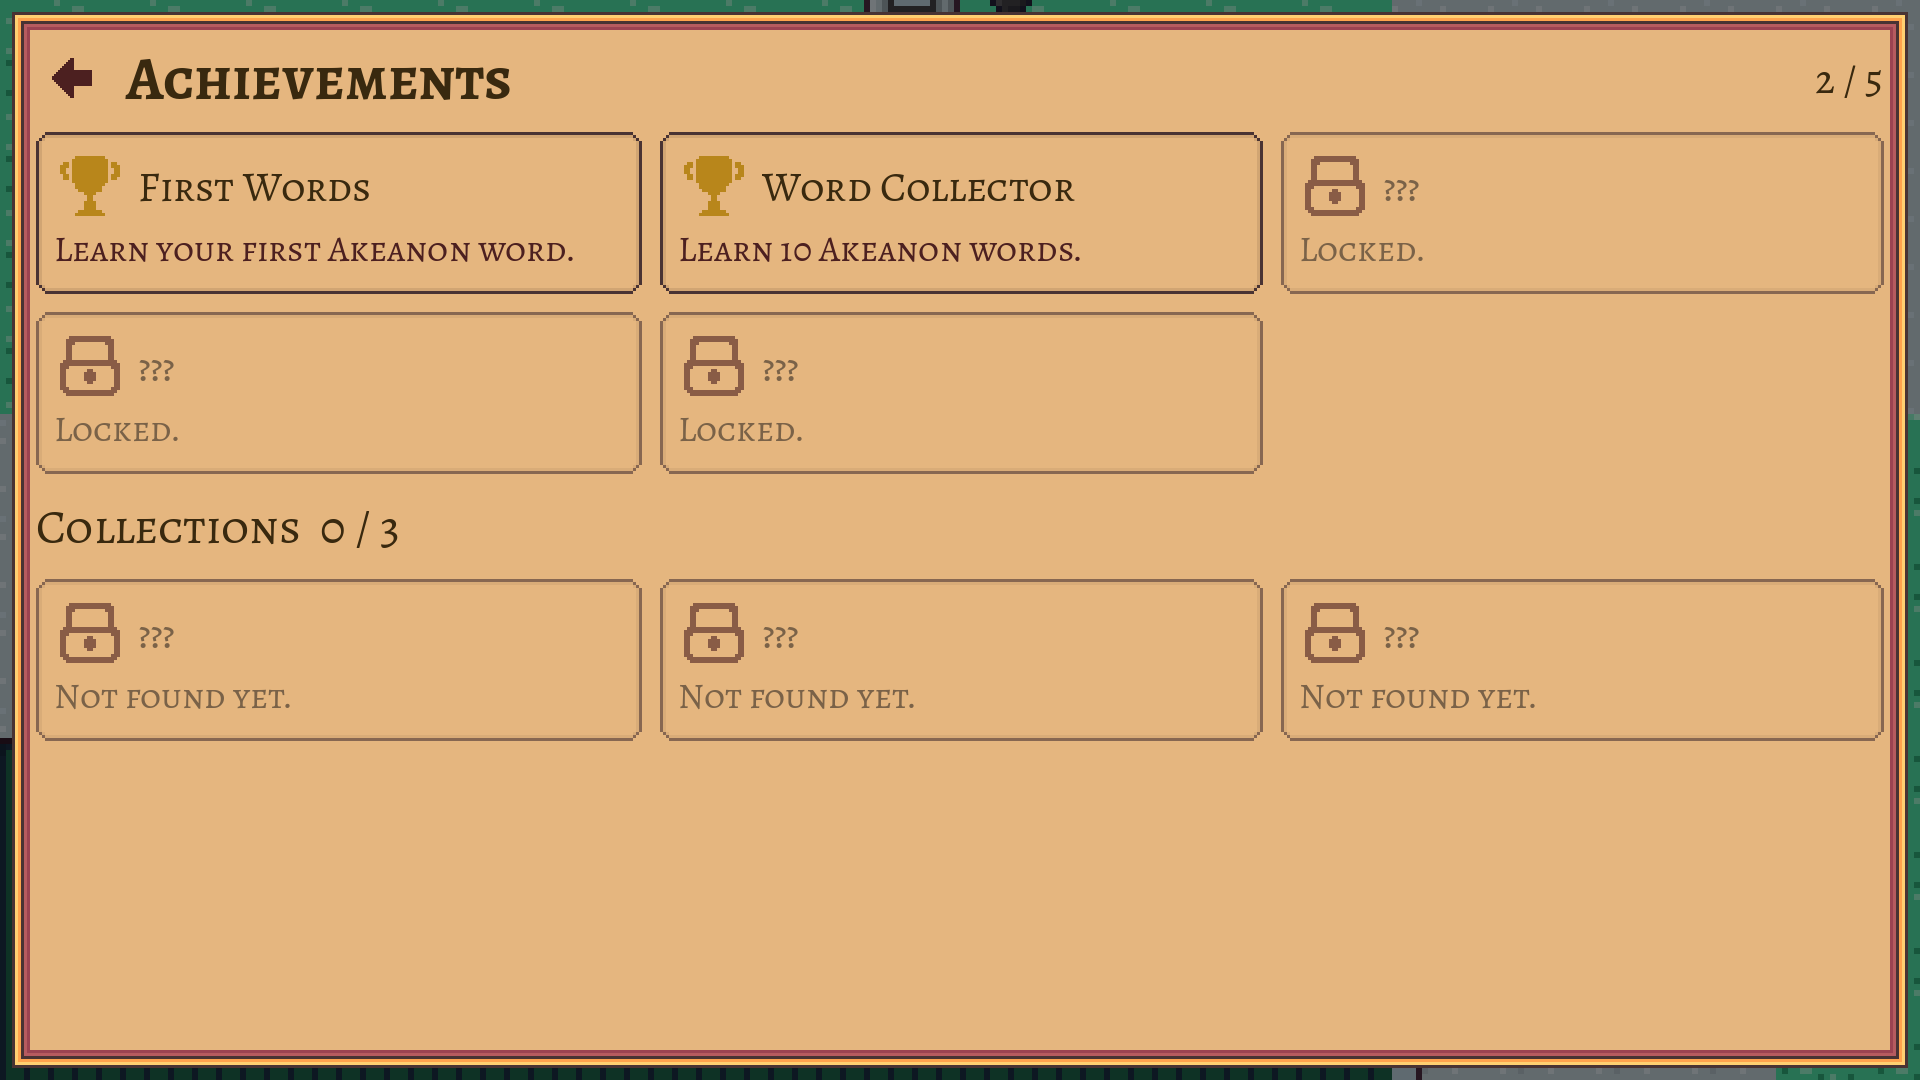 Achievements
2 / 5
First Words
Learn your first Akeanon word.
Word Collector
Learn 10 Akeanon words.
???
Locked.
???
Locked.
???
Locked.
Collections 0 / 3
???
Not found yet.
???
Not found yet.
???
Not found yet.